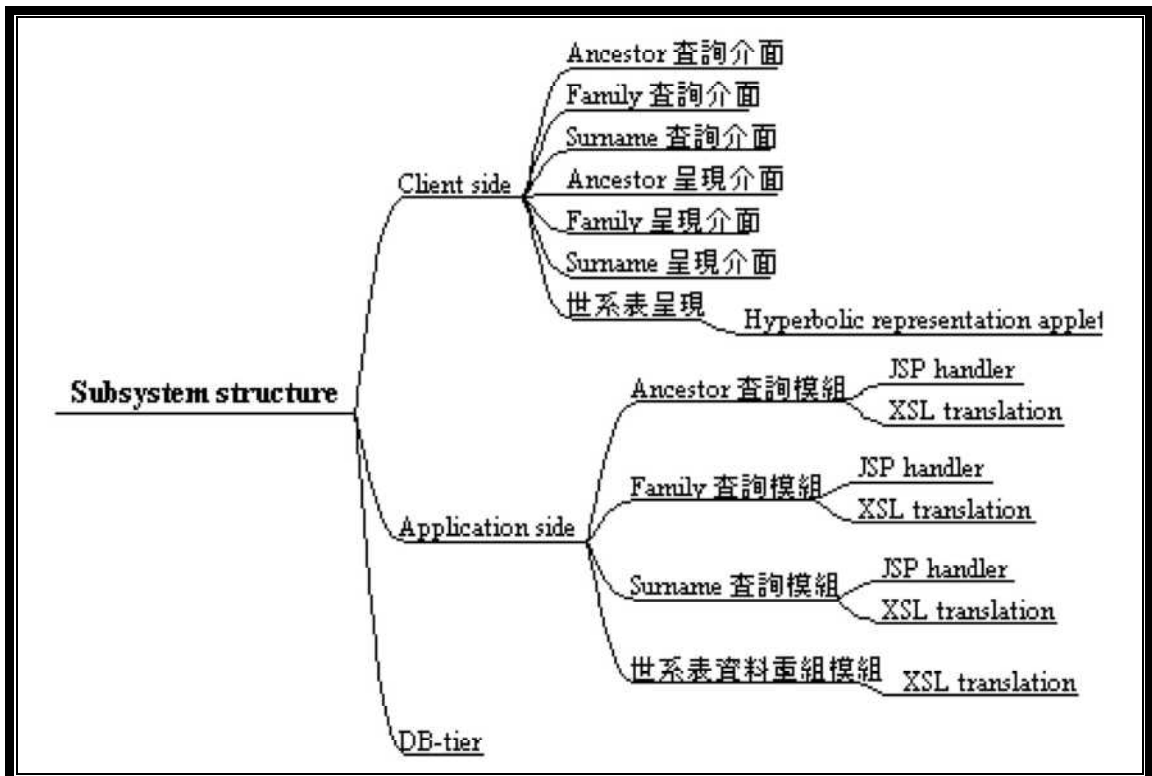 Ancestor 查詢介面
Family 查詢介面
Surname 查詢介面
Client side
Ancestor 呈現介面
Family 呈現介面
Surname 呈現介面
世系表呈現
Hyperbolic representation applet
Subsystem structure
Ancestor 查詢模組
JSP handler
XSL translation
Family 查詢模組
JSP handler
XSL translation
Application side
Surname 查詢模組
JSP handler
XSL translation
世系表資料重組模組
XSL translation
DB-tier